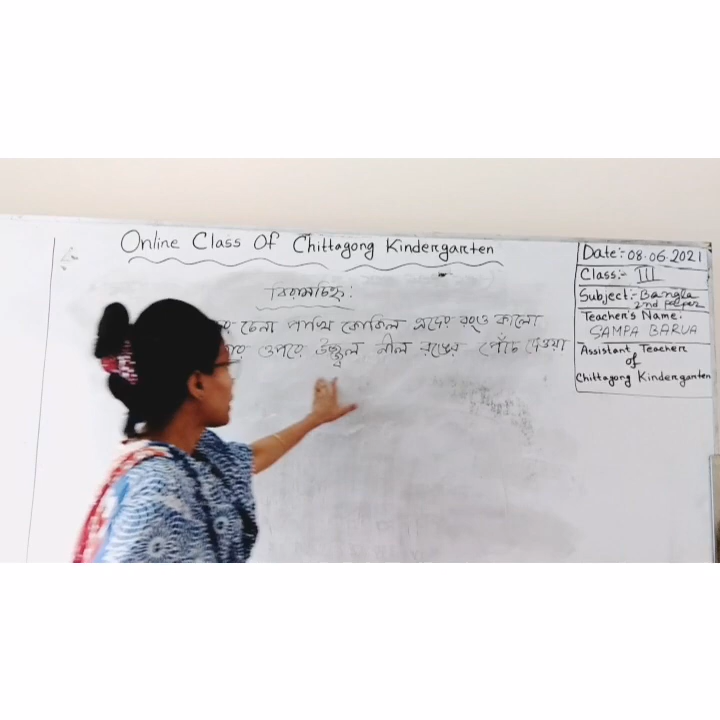 Online Class Of Chittagong Kindergarten
বিরামচিহ্ন:
চেনা পাখি কোকিল এদের রংও কালো
ওপরে উজ্জ্বল নীল রঙের পোঁচ দেওয়া
Date:- 08.06.2021
Class:- III
Subject:- Bangla
2nd Paper
Teacher's Name:
SAMPA BARUA
Assistant Teacher
of
Chittagong Kindergarten